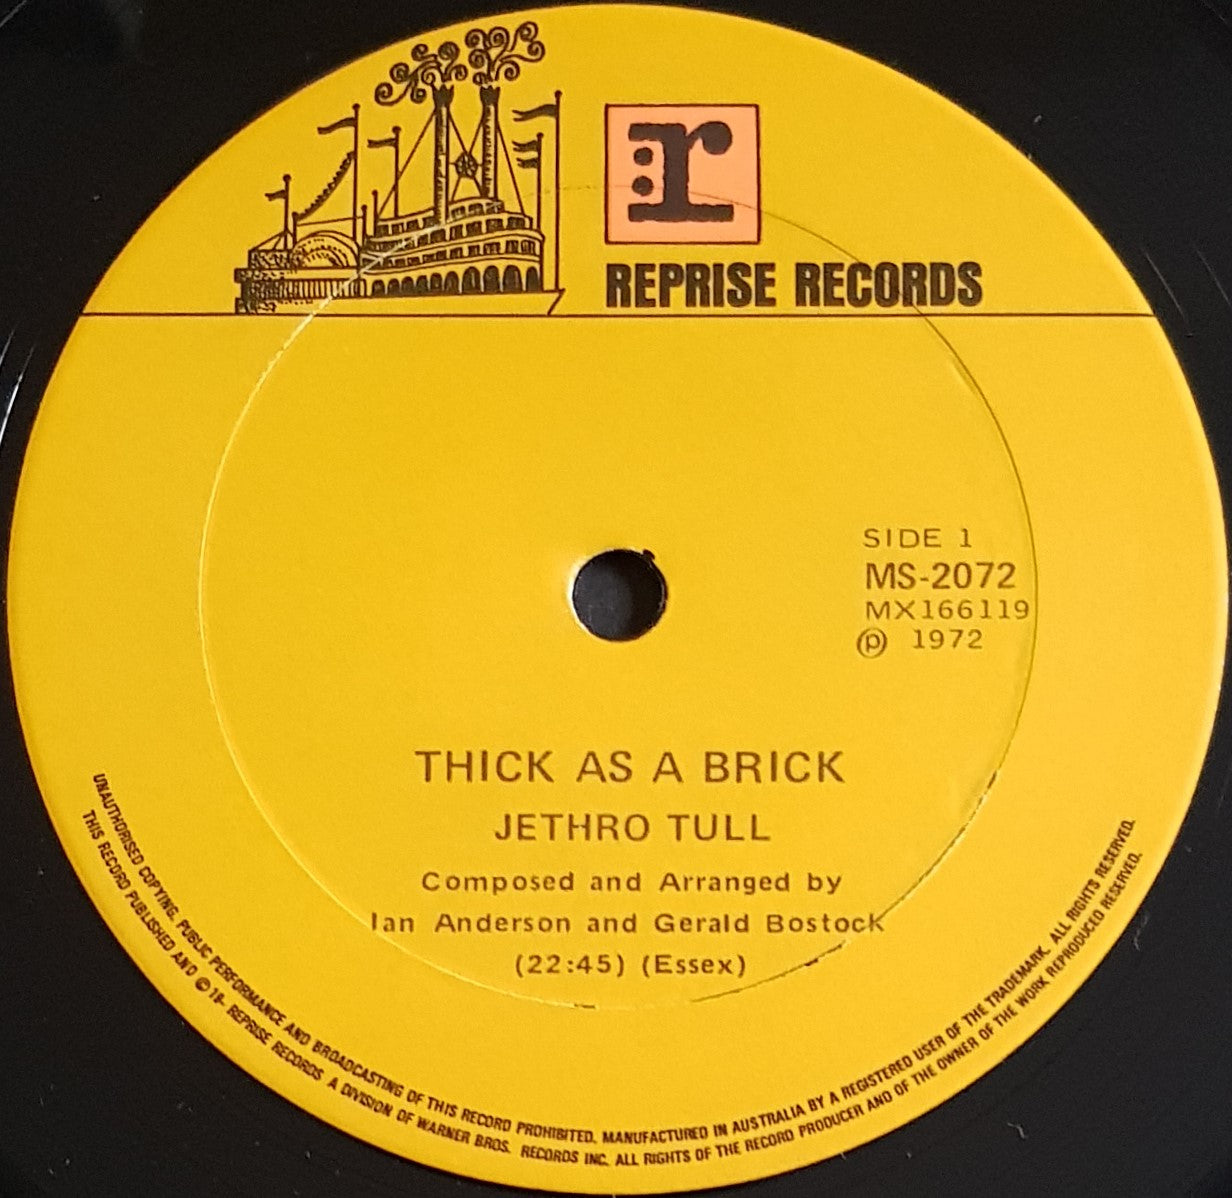 r:
REPRISE RECORDS
SIDE 1
MS-2072
MX166119
℗ 1972
THICK AS A BRICK
JETHRO TULL
Composed and Arranged by
Ian Anderson and Gerald Bostock
(22:45) (Essex)
UNAUTHORISED COPYING, PUBLIC PERFORMANCE AND BROADCASTING OF THIS RECORD PROHIBITED. MANUFACTURED IN AUSTRALIA BY A REGISTERED USER OF THE TRADEMARK. ALL RIGHTS RESERVED.
THIS RECORD PUBLISHED AND © 19- REPRISE RECORDS A DIVISION OF WARNER BROS. RECORDS INC. ALL RIGHTS OF THE RECORD PRODUCER AND OF THE OWNER OF THE WORK REPRODUCED RESERVED.